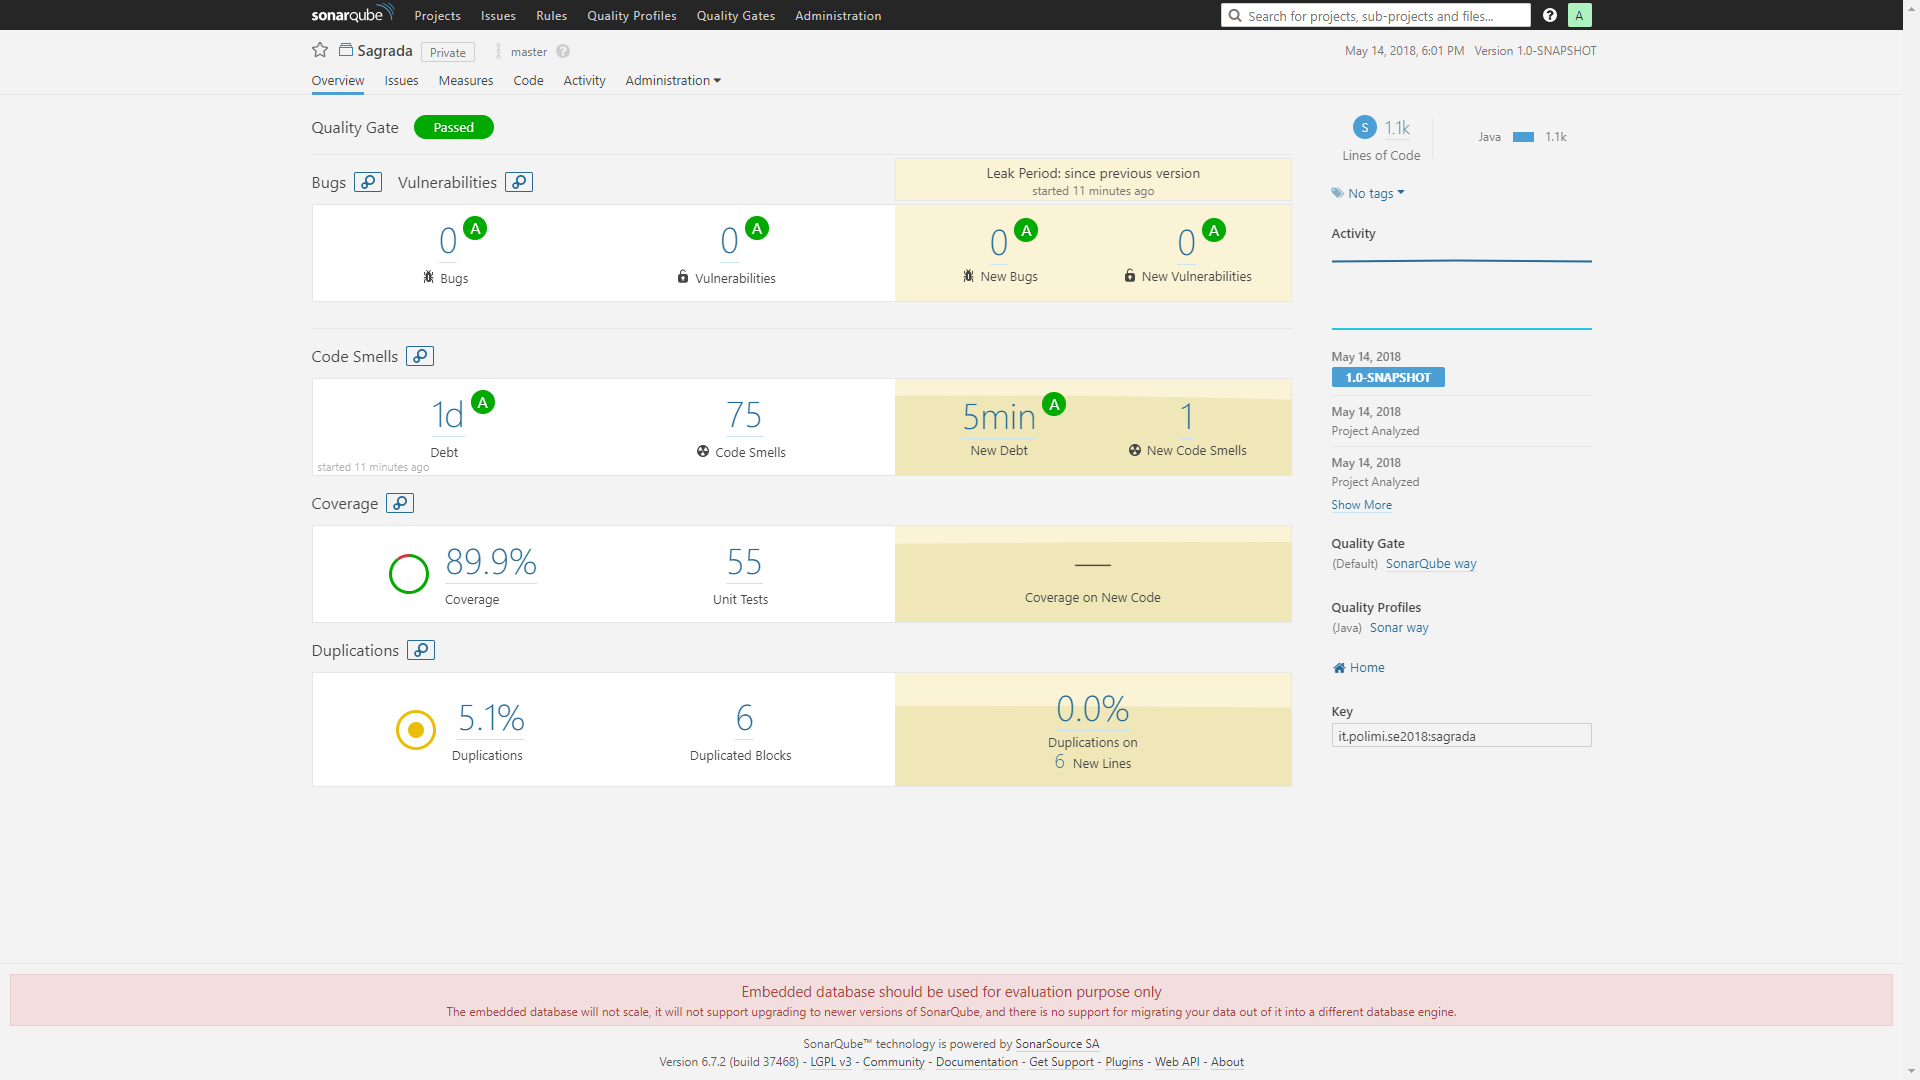 sonarqube Projects Issues Rules Quality Profiles Quality Gates Administration Search for projects, sub-projects and files... ? A
Sagrada Private master ? May 14, 2018, 6:01 PM Version 1.0-SNAPSHOT
Overview Issues Measures Code Activity Administration
Quality Gate Passed
Bugs Vulnerabilities
Leak Period: since previous version
started 11 minutes ago
0 A 0 A 0 A 0 A
Bugs Vulnerabilities New Bugs New Vulnerabilities
Code Smells
1d A 75 5min A 1
Debt Code Smells New Debt New Code Smells
started 11 minutes ago
Coverage
89.9% 55 —
Coverage Unit Tests Coverage on New Code
Duplications
5.1% 6 0.0%
Duplications Duplicated Blocks Duplications on
6 New Lines
S 1.1k Java 1.1k
Lines of Code
No tags
Activity
May 14, 2018
1.0-SNAPSHOT
May 14, 2018
Project Analyzed
May 14, 2018
Project Analyzed
Show More
Quality Gate
(Default) SonarQube way
Quality Profiles
(Java) Sonar way
Home
Key
it.polimi.se2018:sagrada
Embedded database should be used for evaluation purpose only
The embedded database will not scale, it will not support upgrading to newer versions of SonarQube, and there is no support for migrating your data out of it into a different database engine.
SonarQube™ technology is powered by SonarSource SA
Version 6.7.2 (build 37468) - LGPL v3 - Community - Documentation - Get Support - Plugins - Web API - About